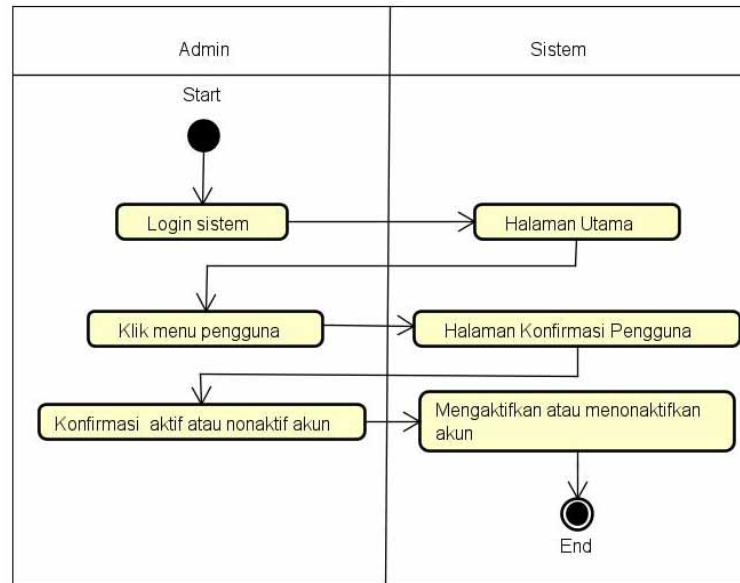 Admin
Sistem
Start
Login sistem
Halaman Utama
Klik menu pengguna
Halaman Konfirmasi Pengguna
Konfirmasi aktif atau nonaktif akun
Mengaktifkan atau menonaktifkan
akun
End